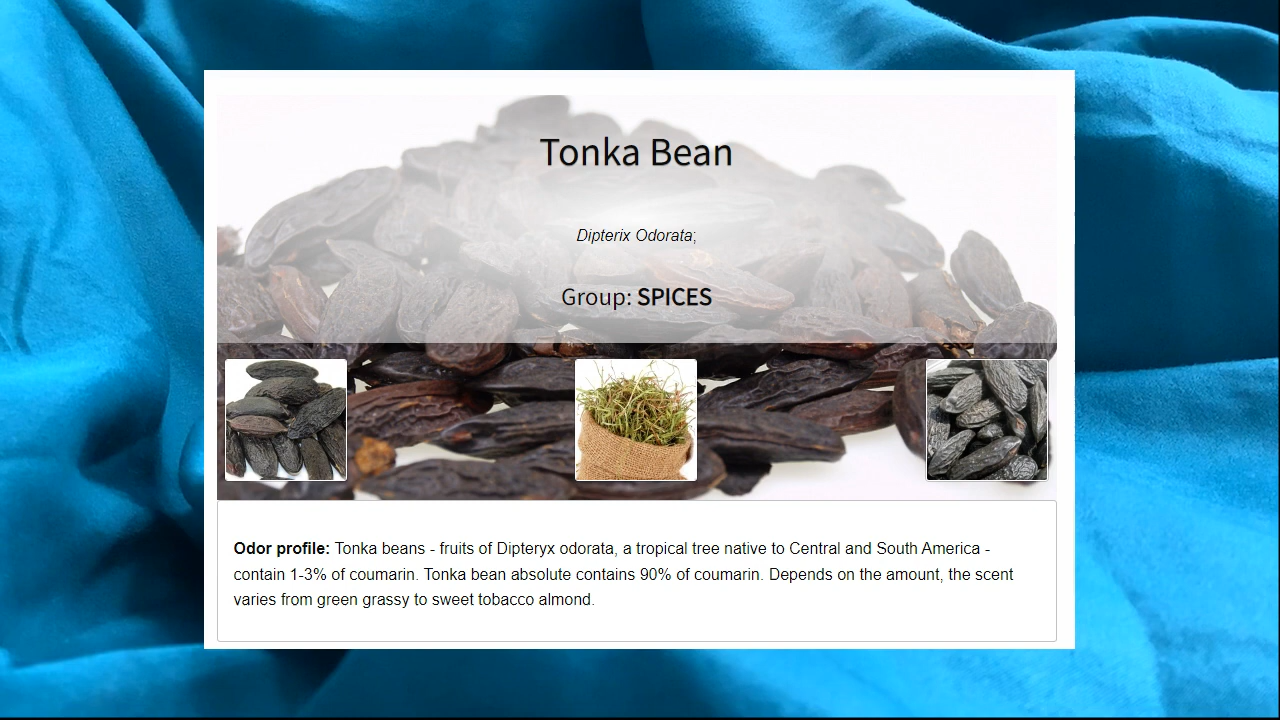 Tonka Bean
Dipterix Odorata;
Group: SPICES
Odor profile: Tonka beans - fruits of Dipteryx odorata, a tropical tree native to Central and South America -
contain 1-3% of coumarin. Tonka bean absolute contains 90% of coumarin. Depends on the amount, the scent
varies from green grassy to sweet tobacco almond.